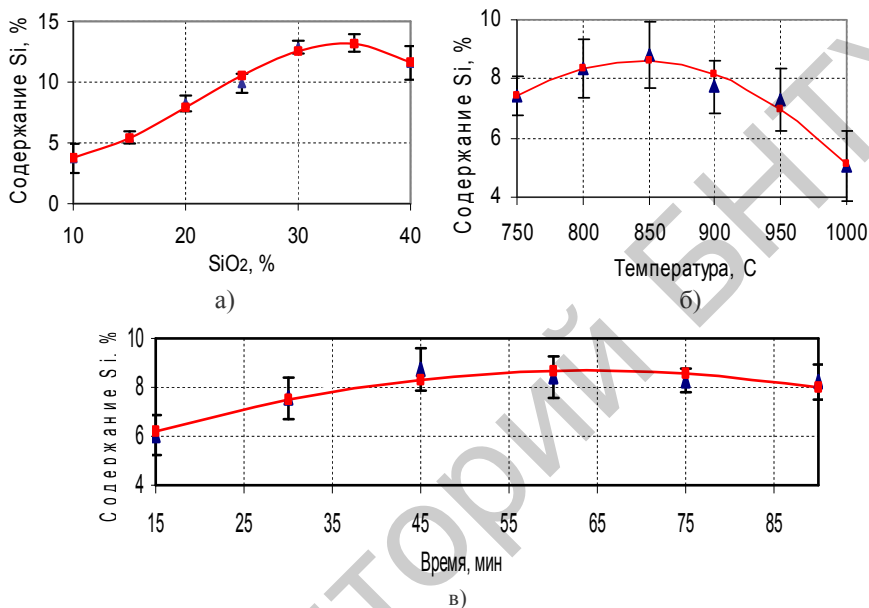 Содержание Si, %
15
10
5
0
10 20 30 40
SiO2, %
а)
Содержание Si, %
10
8
6
4
750 800 850 900 950 1000
Температура, С
б)
Содержание Si. %
10
8
6
4
15 25 35 45 55 65 75 85
Время, мин
в)
торий БНТУ